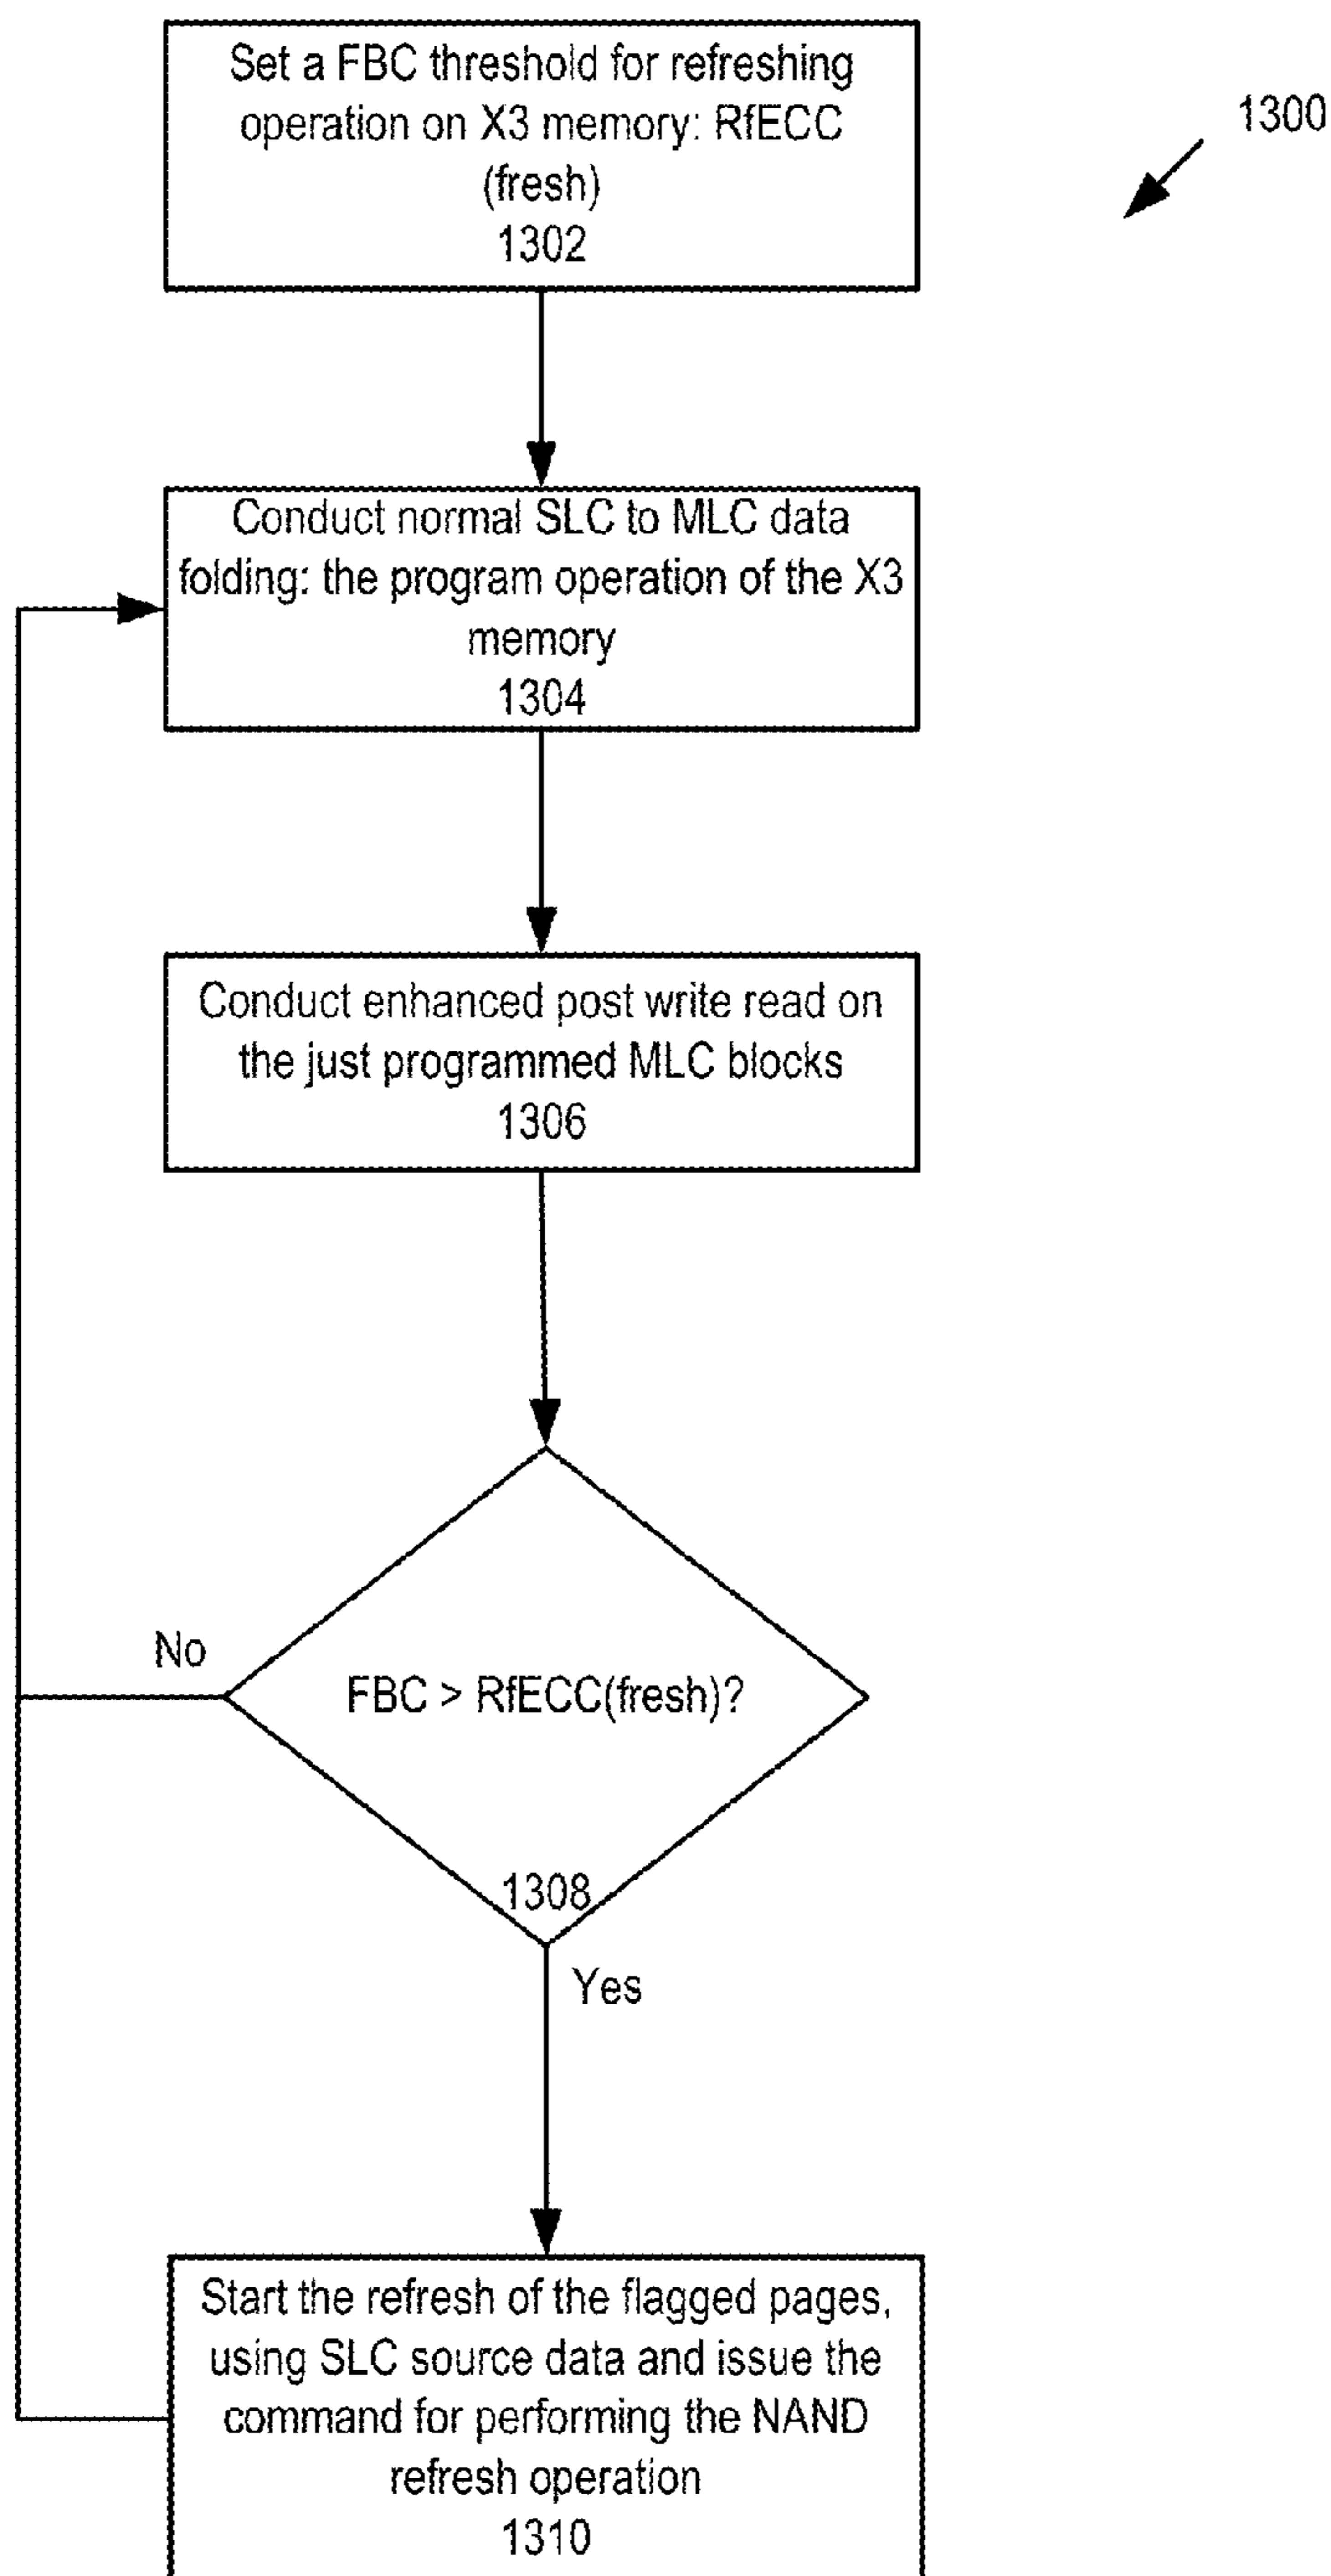 Set a FBC threshold for refreshing
operation on X3 memory: RfECC
(fresh)
1302
1300
Conduct normal SLC to MLC data
folding: the program operation of the X3
memory
1304
Conduct enhanced post write read on
the just programmed MLC blocks
1306
No
FBC > RfECC(fresh)?
1308
Yes
Start the refresh of the flagged pages,
using SLC source data and issue the
command for performing the NAND
refresh operation
1310